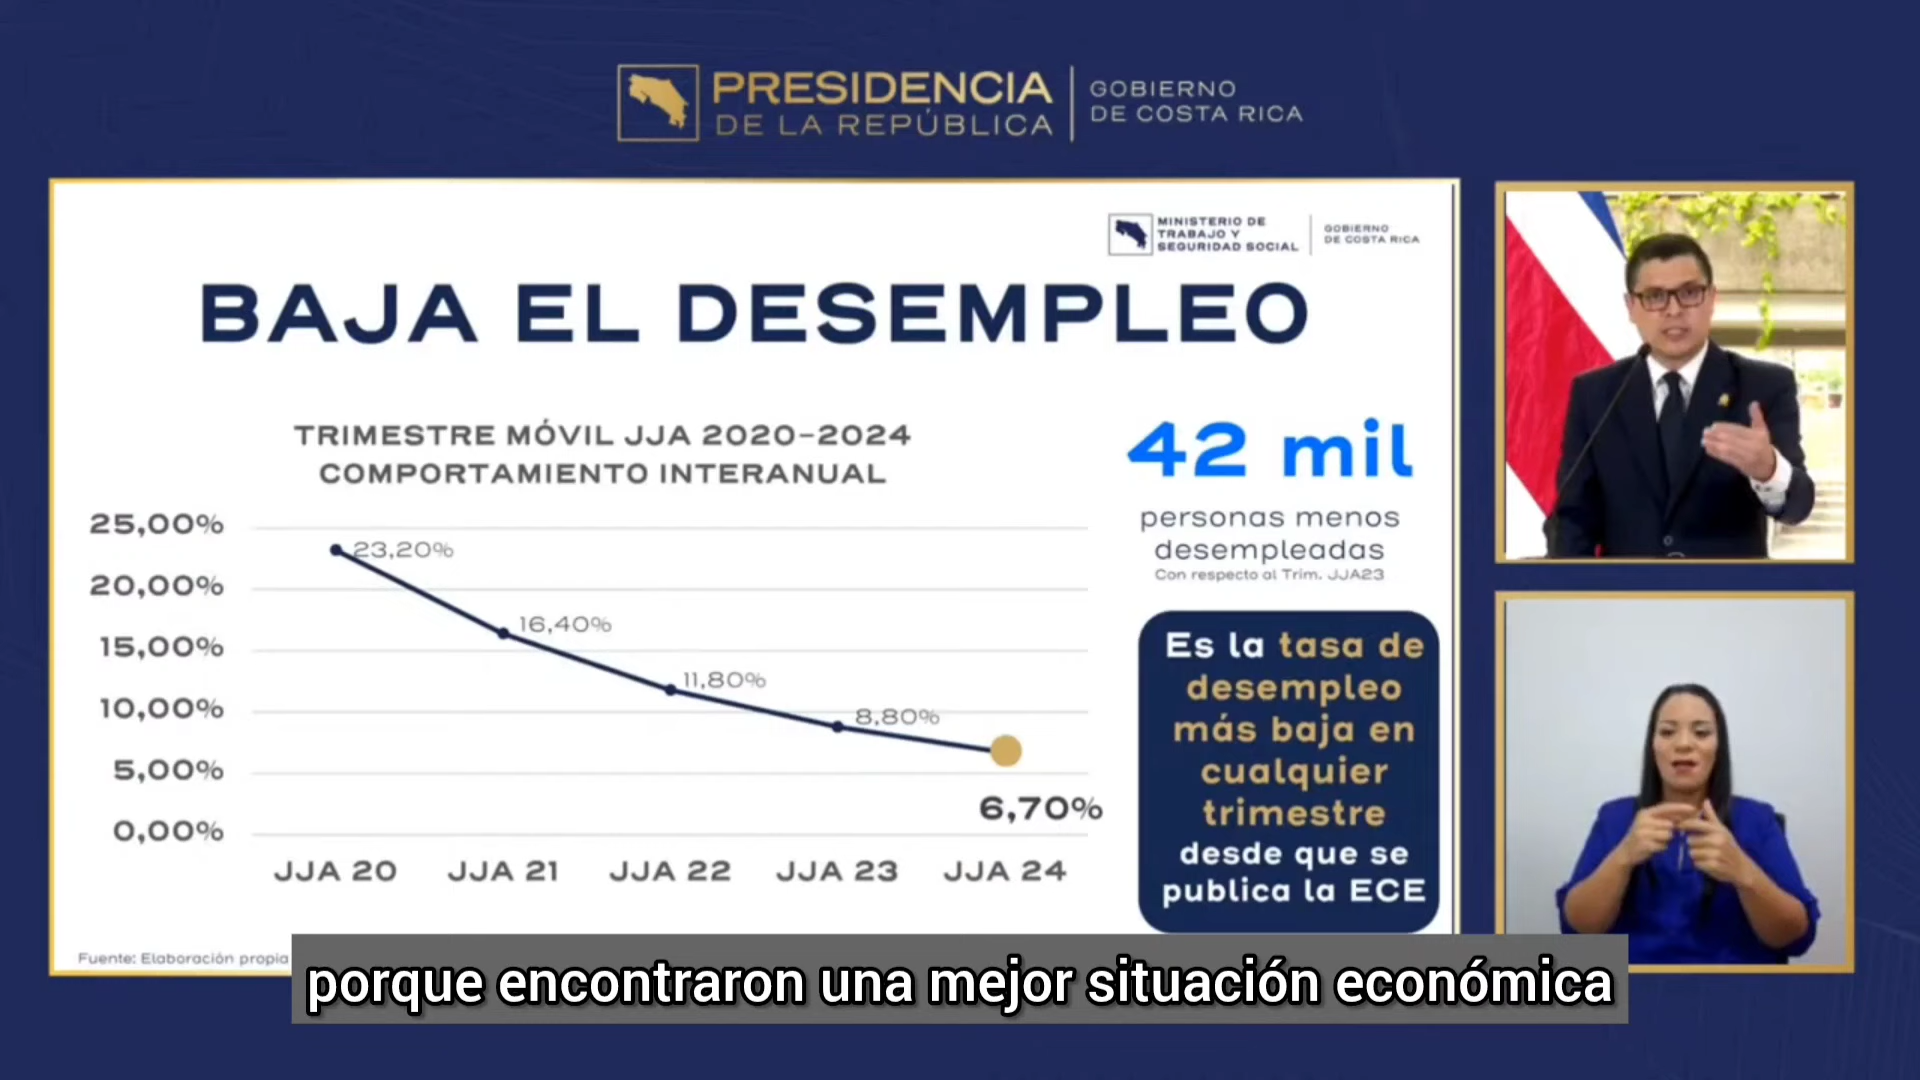 PRESIDENCIA
DE LA REPÚBLICA
GOBIERNO
DE COSTA RICA
MINISTERIO DE
TRABAJO Y
SEGURIDAD SOCIAL
GOBIERNO
DE COSTA RICA
BAJA EL DESEMPLEO
TRIMESTRE MÓVIL JJA 2020-2024
COMPORTAMIENTO INTERANUAL
25,00%
20,00%
15,00%
10,00%
5,00%
0,00%
23,20%
16,40%
11,80%
8,80%
6,70%
JJA 20 JJA 21 JJA 22 JJA 23 JJA 24
42 mil
personas menos
desempleadas
Con respecto al Trim. JJA23
Es la tasa de
desempleo
más baja en
cualquier
trimestre
desde que se
publica la ECE
Fuente: Elaboración propia
porque encontraron una mejor situación económica